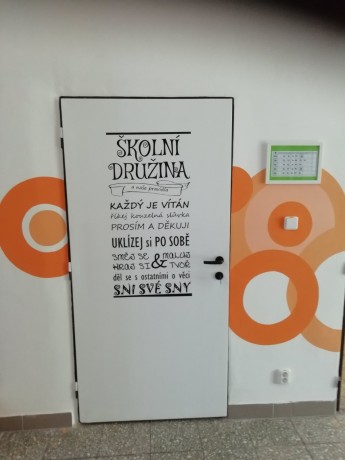 ŠKOLNÍ
DRUŽINA
a naše pravidla
KAŽDÝ JE VÍTÁN
říkej kouzelná slůvka
PROSÍM A DĚKUJI
UKLÍZEJ si PO SOBĚ
SMĚJ SE & MALUJ
HRAJ SI TVOŘ
děl se s ostatními o věci
SNI SVÉ SNY